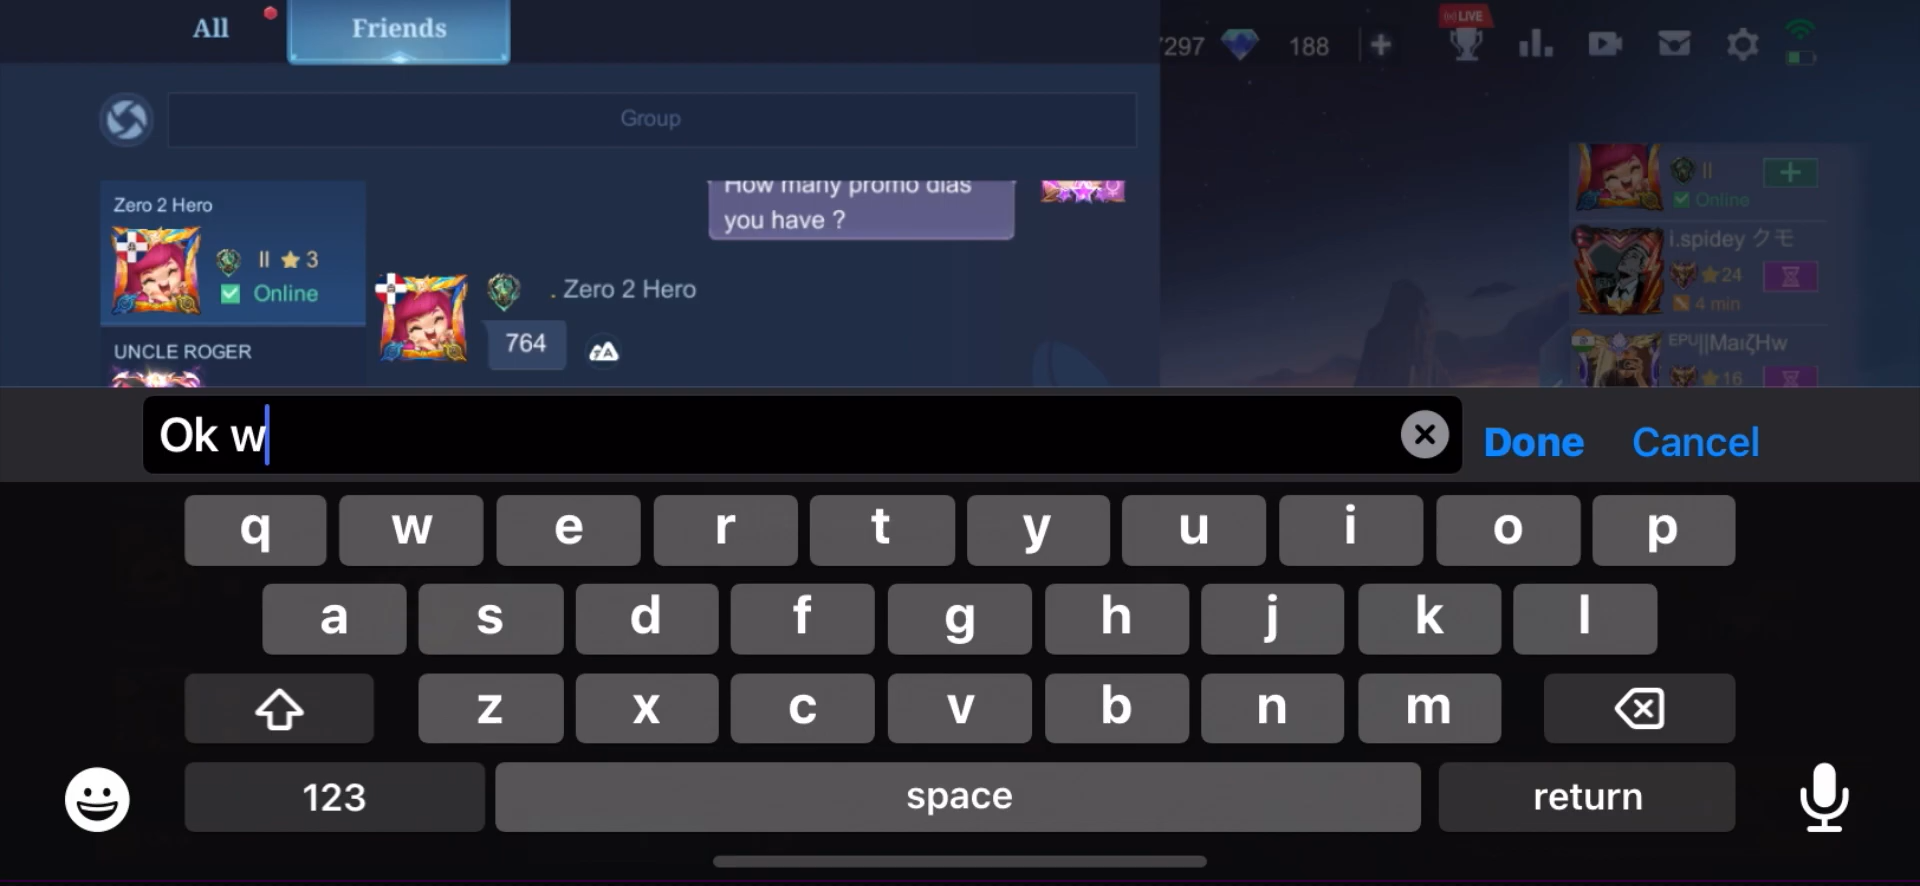 All
Friends
297
188
LIVE
Group
Zero 2 Hero
II 3
Online
UNCLE ROGER
How many promo dias
you have ?
. Zero 2 Hero
764
II
Online
i.spidey クモ
24
4 min
16
Ok w
Done
Cancel
q w e r t y u i o p
a s d f g h j k l
z x c v b n m
123
space
return